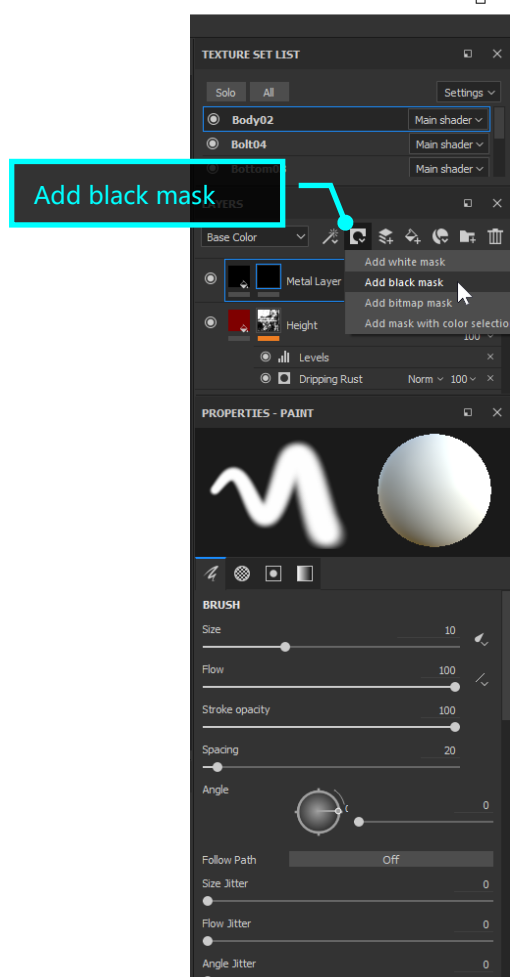 TEXTURE SET LIST
Solo All Settings
Body02 Main shader
Bolt04 Main shader
Bottom03 Main shader
Add black mask
LAYERS
Base Color
Add white mask
Metal Layer Add black mask
Add bitmap mask
Height Add mask with color selectio
100
Levels
Dripping Rust Norm 100
PROPERTIES - PAINT
BRUSH
Size 10
Flow 100
Stroke opacity 100
Spacing 20
Angle 0
Follow Path Off
Size Jitter 0
Flow Jitter 0
Angle Jitter 0